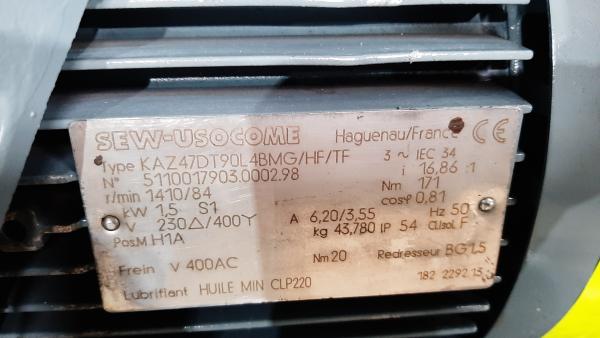 SEW-USOCOME Haguenau/France CE
Type KAZ47DT90L4BMG/HF/TF 3 ~ IEC 34
N° 5110017903.0002.98 i 16,86 :1
r/min 1410/84 Nm 171
kW 1,5 S1 cosφ 0,81
V 230△/400Y A 6,20/3,55 Hz 50
Pos.M H1A kg 43,780 IP 54 Cl.Isol. F
Frein V 400AC Nm 20 Redresseur BG1.5
Lubrifiant HUILE MIN CLP220 182 2292.15